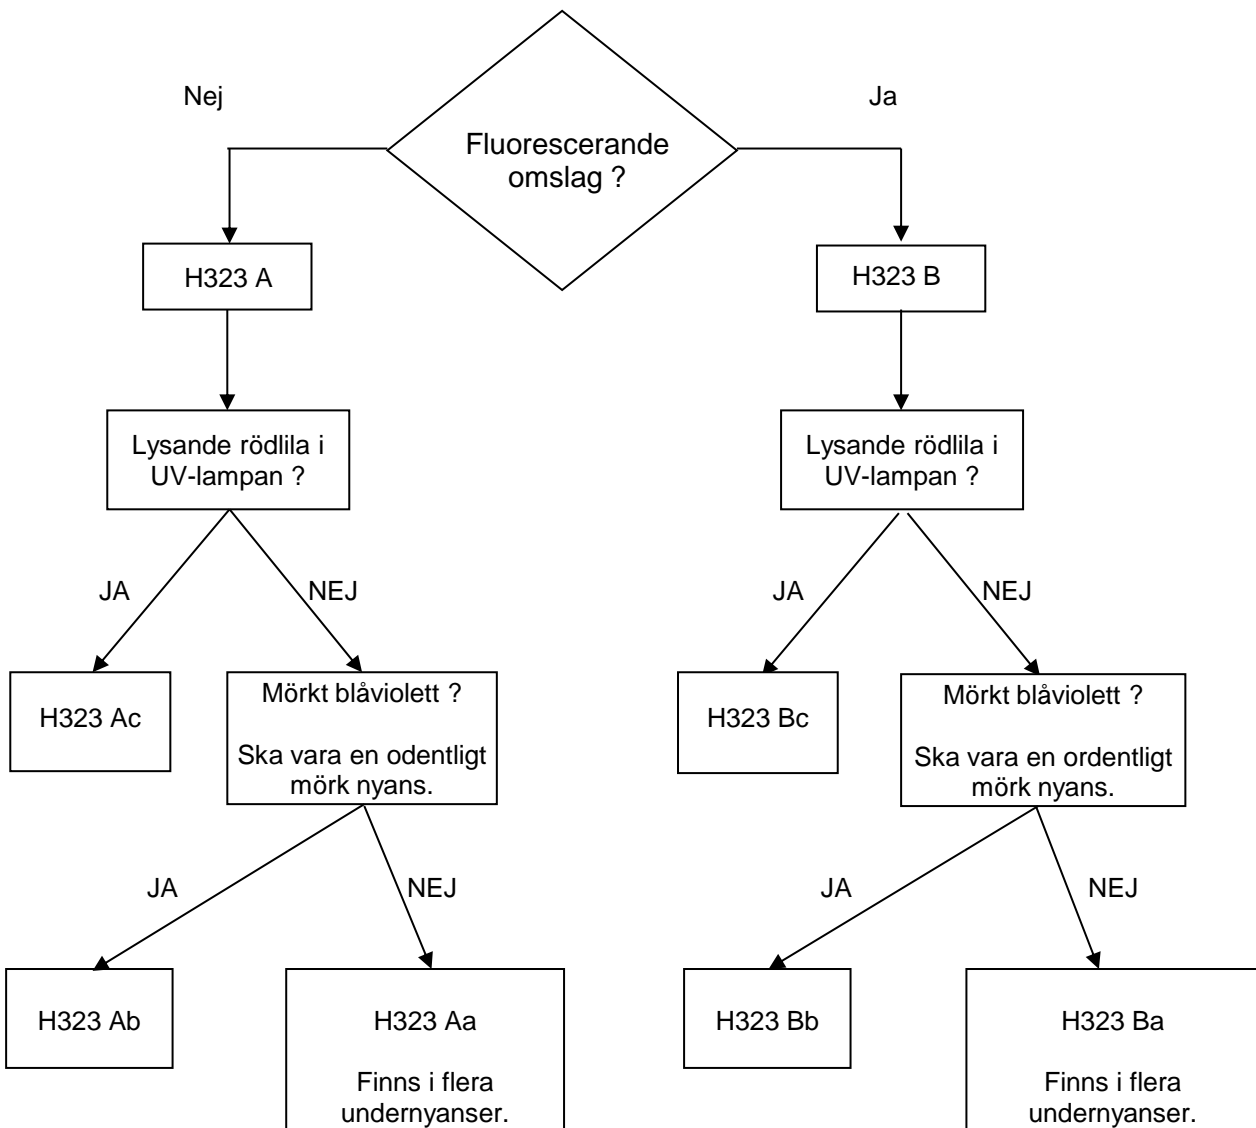 Nej
Ja
Fluorescerande
omslag ?
H323 A
H323 B
Lysande rödlila i
UV-lampan ?
Lysande rödlila i
UV-lampan ?
JA
NEJ
JA
NEJ
H323 Ac
Mörkt blåviolett ?
Ska vara en odentligt
mörk nyans.
H323 Bc
Mörkt blåviolett ?
Ska vara en ordentligt
mörk nyans.
JA
NEJ
JA
NEJ
H323 Ab
H323 Aa
Finns i flera
undernyanser.
H323 Bb
H323 Ba
Finns i flera
undernyanser.